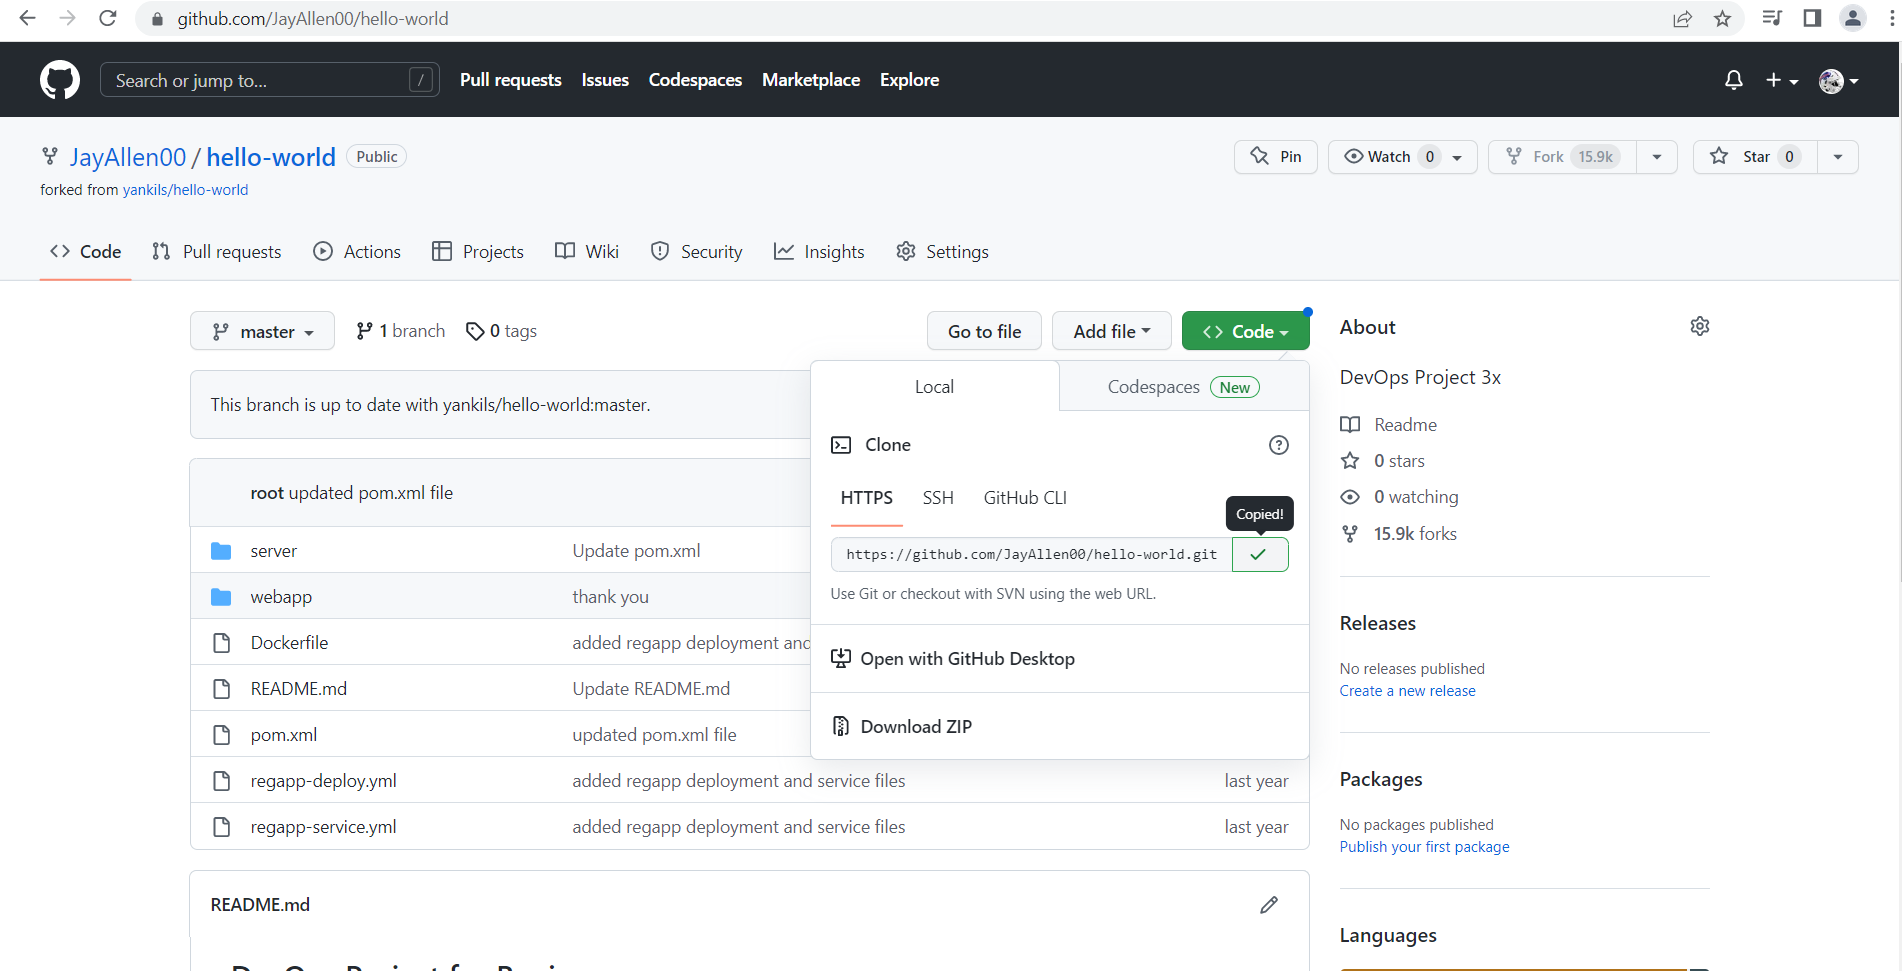 github.com/JayAllen00/hello-world
Search or jump to... /
Pull requests Issues Codespaces Marketplace Explore
JayAllen00 / hello-world Public
Pin Watch 0 Fork 15.9k Star 0
forked from yankils/hello-world
Code Pull requests Actions Projects Wiki Security Insights Settings
master 1 branch 0 tags Go to file Add file Code
This branch is up to date with yankils/hello-world:master.
root updated pom.xml file
server Update pom.xml
webapp thank you
Dockerfile added regapp deployment and
README.md Update README.md
pom.xml updated pom.xml file
regapp-deploy.yml added regapp deployment and service files last year
regapp-service.yml added regapp deployment and service files last year
README.md
Local Codespaces New
Clone
HTTPS SSH GitHub CLI
Copied!
https://github.com/JayAllen00/hello-world.git
Use Git or checkout with SVN using the web URL.
Open with GitHub Desktop
Download ZIP
About
DevOps Project 3x
Readme
0 stars
0 watching
15.9k forks
Releases
No releases published
Create a new release
Packages
No packages published
Publish your first package
Languages